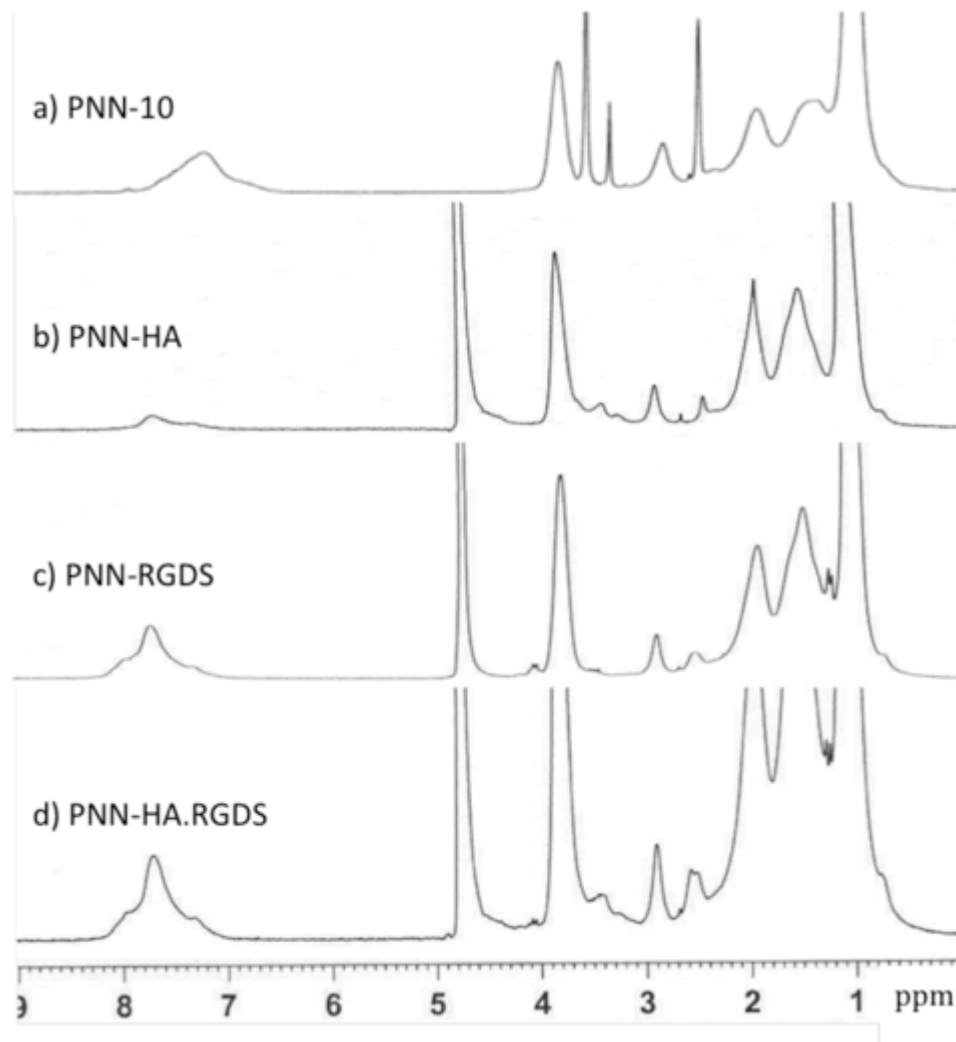 a) PNN-10
b) PNN-HA
c) PNN-RGDS
d) PNN-HA.RGDS
9 8 7 6 5 4 3 2 1 ppm